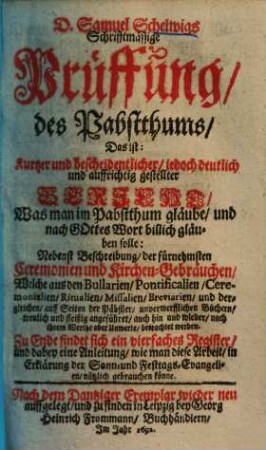 D. Samuel Schelwigs
Schrifftmässige
Prüffung/
des Pabstthums/
Das ist:
Kurtzer und bescheidentlicher/ jedoch deutlich
und auffrichtig gestellter
Was man im Pabstthum gläube/ und
nach GOttes Wort billich gläu-
ben solle:
Nebenst Beschreibung/ der fürnehmsten
Ceremonien und Kirchen-Gebräuchen/
Welche aus den Bullarien/ Pontificalien/ Cere-
monialien/ Ritualien/ Missalien/ Breviarien/ und der-
gleichen/ auff Seiten der Päbstler/ unverwerfflichen Büchern/
treulich und fleissig angeführet/ auch hin und wieder/ nach
ihrem Werthe oder Unwerth/ betrachtet werden.
Zu Ende findet sich ein vierfaches Register/
und dabey eine Anleitung/ wie man diese Arbeit/ in
Erklärung der Sonn- und Festtags-Evangeli-
en/ nützlich gebrauchen könne.
Nach dem Dantziger Exemplar wieder neu
auffgelegt/ und zu finden in Leipzig bey Georg
Heinrich Frommann/ Buchhändlern/
Im Jahr 1692.